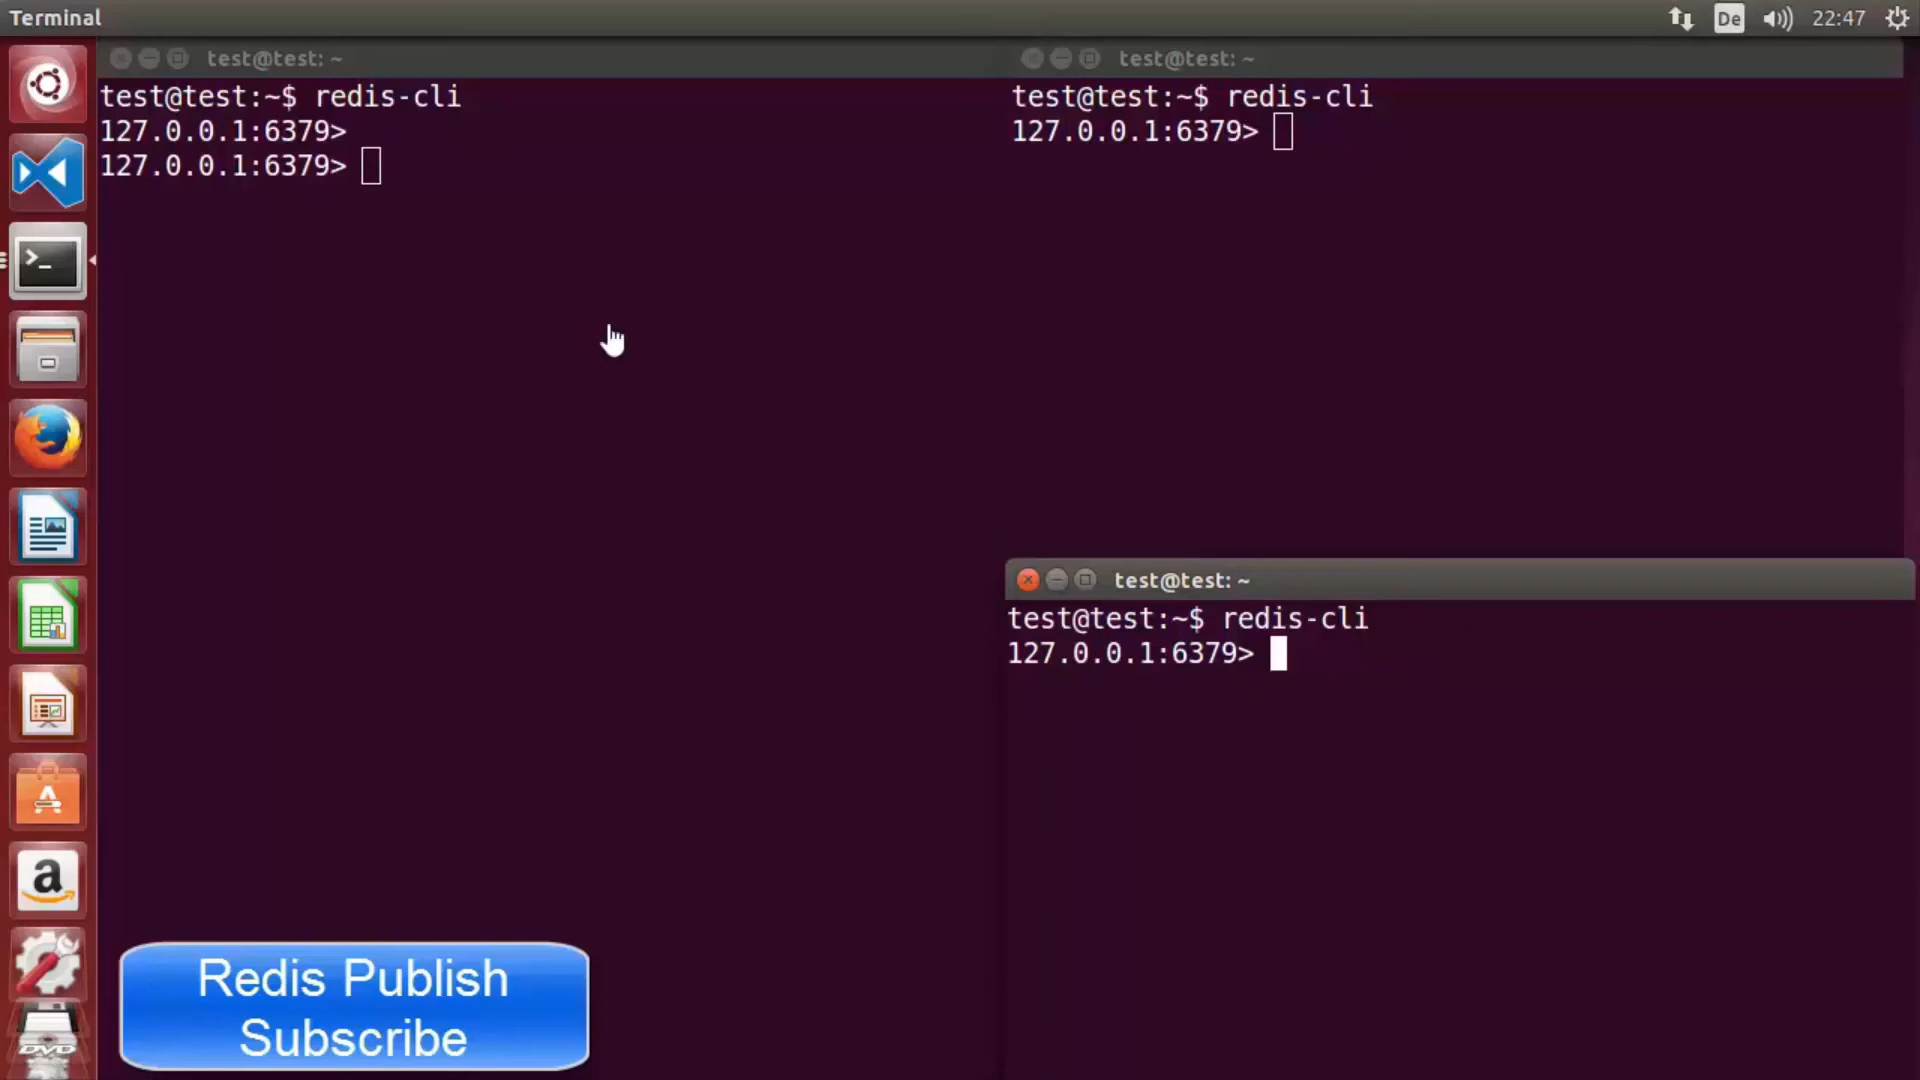 Terminal
De
22:47
test@test: ~
test@test:~$ redis-cli
127.0.0.1:6379>
127.0.0.1:6379>
test@test: ~
test@test:~$ redis-cli
127.0.0.1:6379>
test@test: ~
test@test:~$ redis-cli
127.0.0.1:6379>
a
DVD
Redis Publish
Subscribe